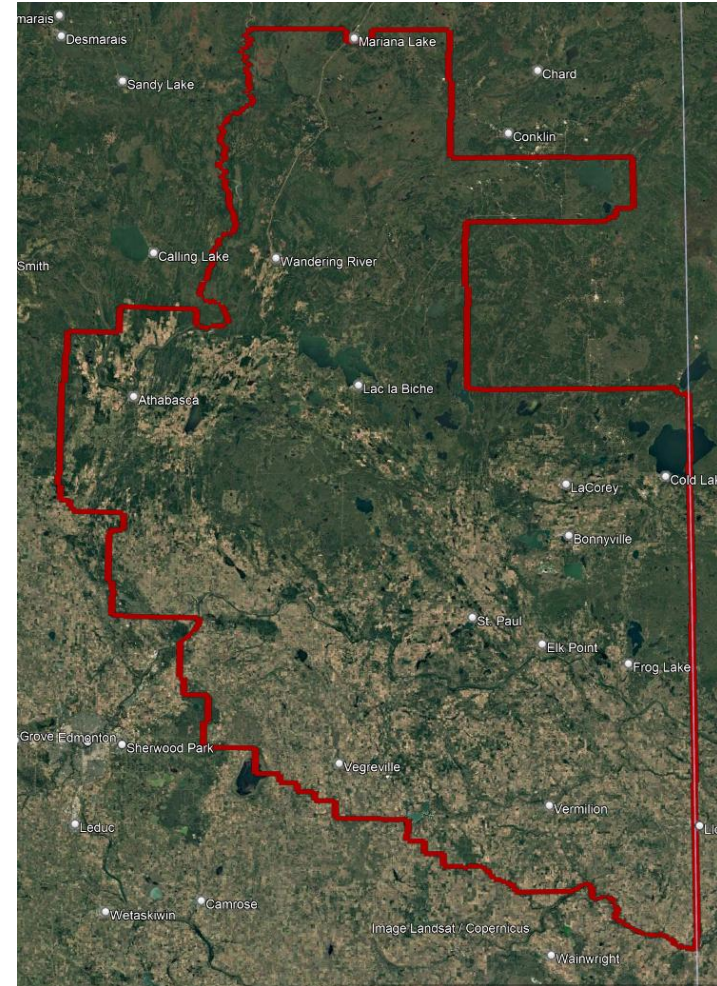 marais
Desmarais
Mariana Lake
Sandy Lake
Chard
Conklin
Calling Lake
Smith
Wandering River
Lac la Biche
Athabasca
LaCorey
Cold Lak
Bonnyville
St. Paul
Elk Point
Frog Lake
Grove Edmonton
Sherwood Park
Vegreville
Vermilion
Leduc
Llo
Camrose
Wetaskiwin
Image Landsat / Copernicus
Wainwright